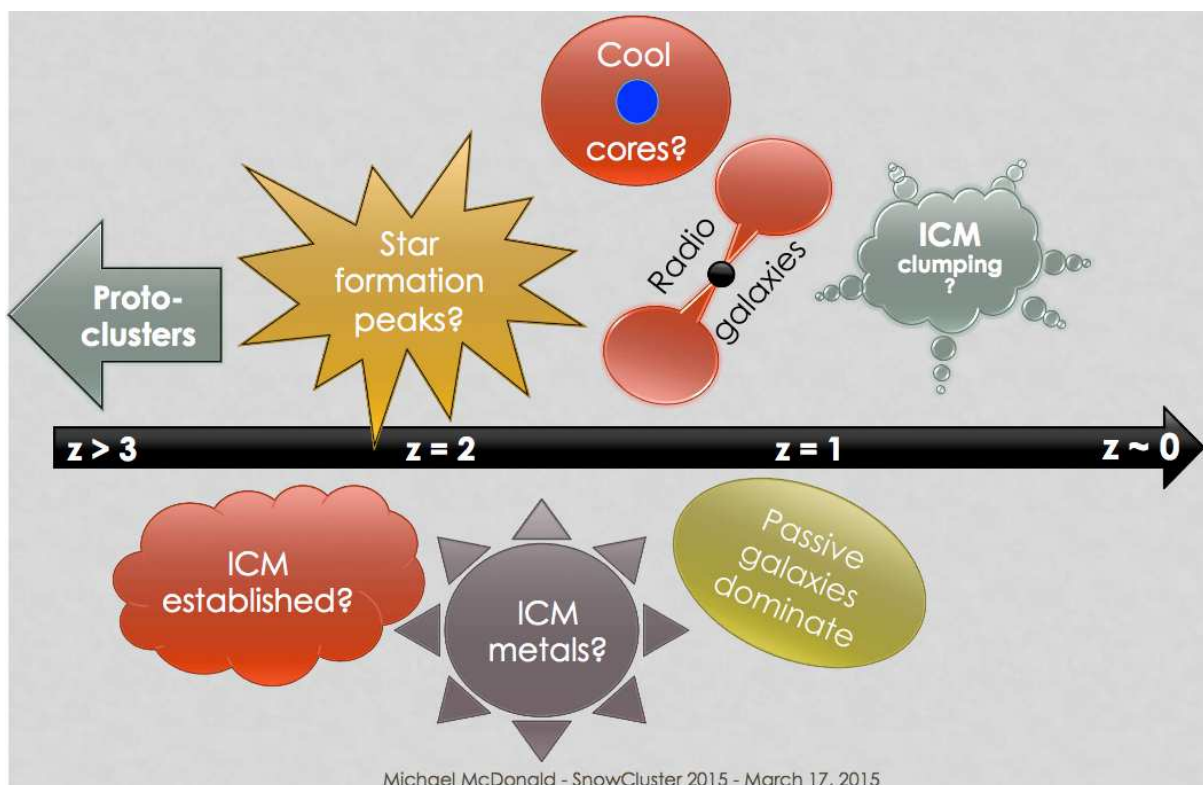 Cool
cores?
Star
formation
peaks?
Radio
galaxies
ICM
clumping
?
Proto-
clusters
z > 3
z = 2
z = 1
z ~ 0
ICM
established?
ICM
metals?
Passive
galaxies
dominate
Michael McDonald - SnowCluster 2015 - March 17, 2015